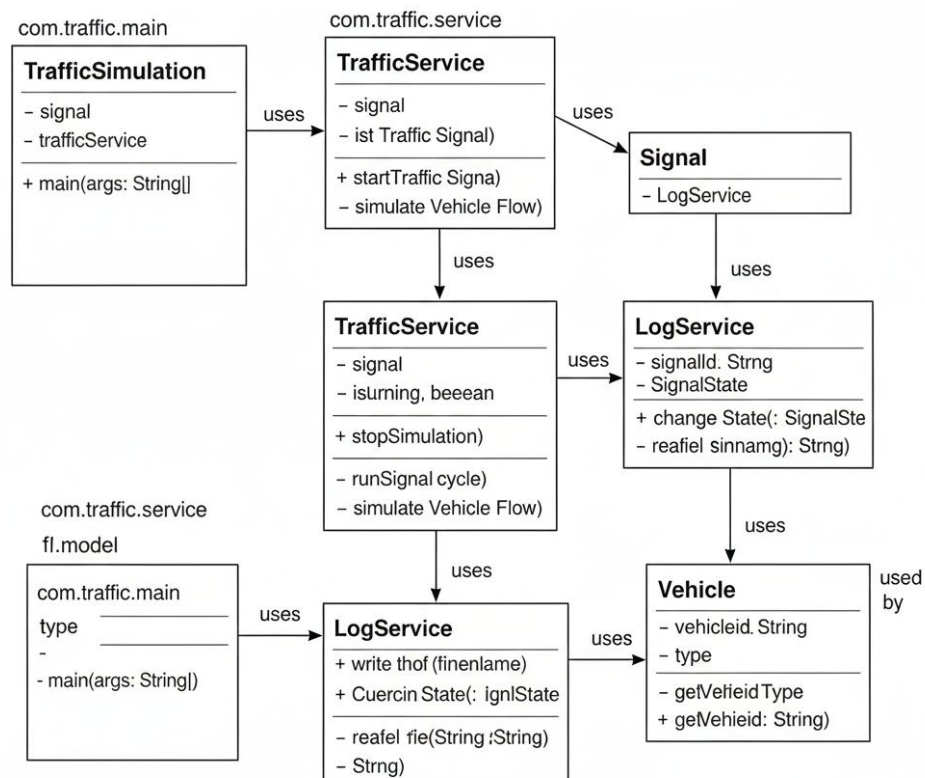 com.traffic.main
TrafficSimulation
– signal
– trafficService
+ main(args: String[]
uses
com.traffic.service
TrafficService
– signal
– ist Traffic Signal)
+ startTraffic Signa)
– simulate Vehicle Flow)
uses
Signal
– LogService
uses
uses
TrafficService
– signal
– isurning, beeean
+ stopSimulation)
– runSignal cycle)
– simulate Vehicle Flow)
uses
LogService
– signalld. Strng
– SignalState
+ change State(: SignalSte
– reafiel sinnamg): Strng)
uses
uses
com.traffic.service
fl.model
com.traffic.main
type
-
- main(args: String|)
uses
LogService
+ write thof (finenlame)
+ Cuercin State(: ignlState
– reafel fie(String :String)
– Strng)
uses
Vehicle
– vehicleid. String
– type
– getVehleid Type
+ gelVehieid: String)
used
by